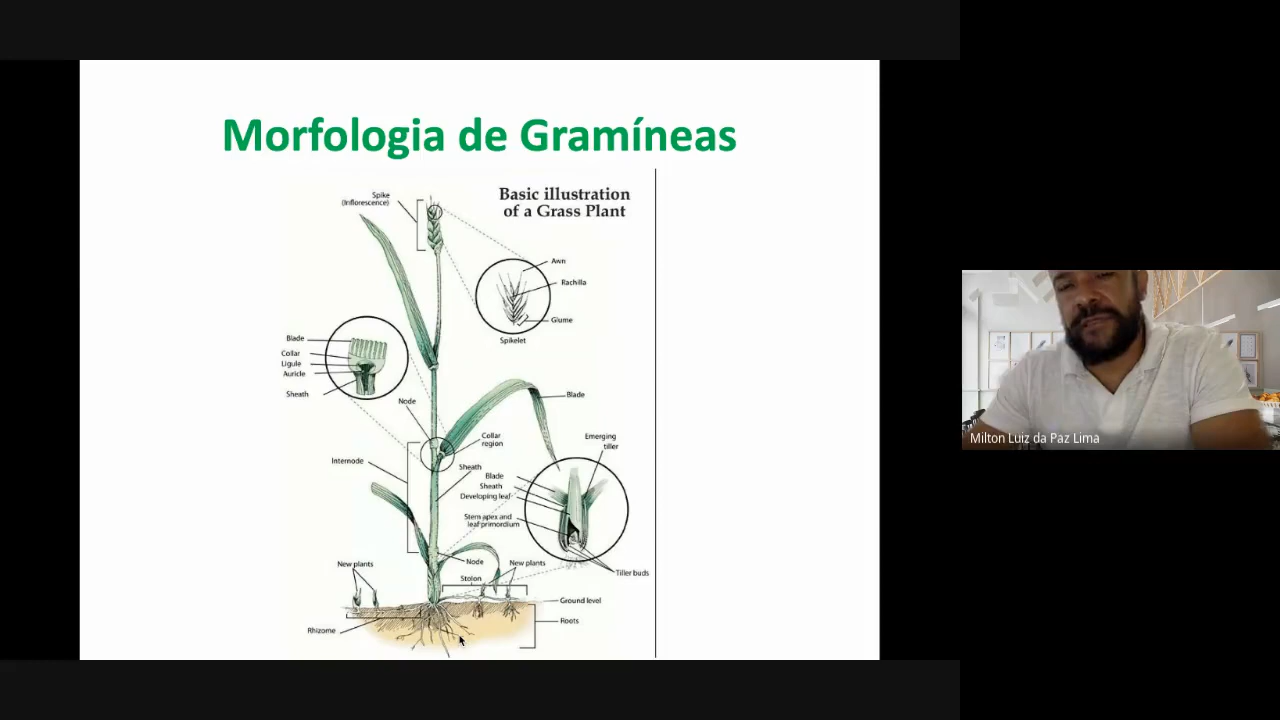 Morfologia de Gramíneas
Basic illustration
of a Grass Plant
Spike
(Inflorescence)
Awn
Rachilla
Glume
Spikelet
Blade
Collar
Ligule
Auricle
Sheath
Node
Blade
Collar
region
Emerging
tiller
Internode
Sheath
Blade
Sheath
Developing leaf
Stem apex and
leaf primordium
Node
New plants
New plants
Stolon
Tiller buds
Ground level
Roots
Rhizome
Milton Luiz da Paz Lima